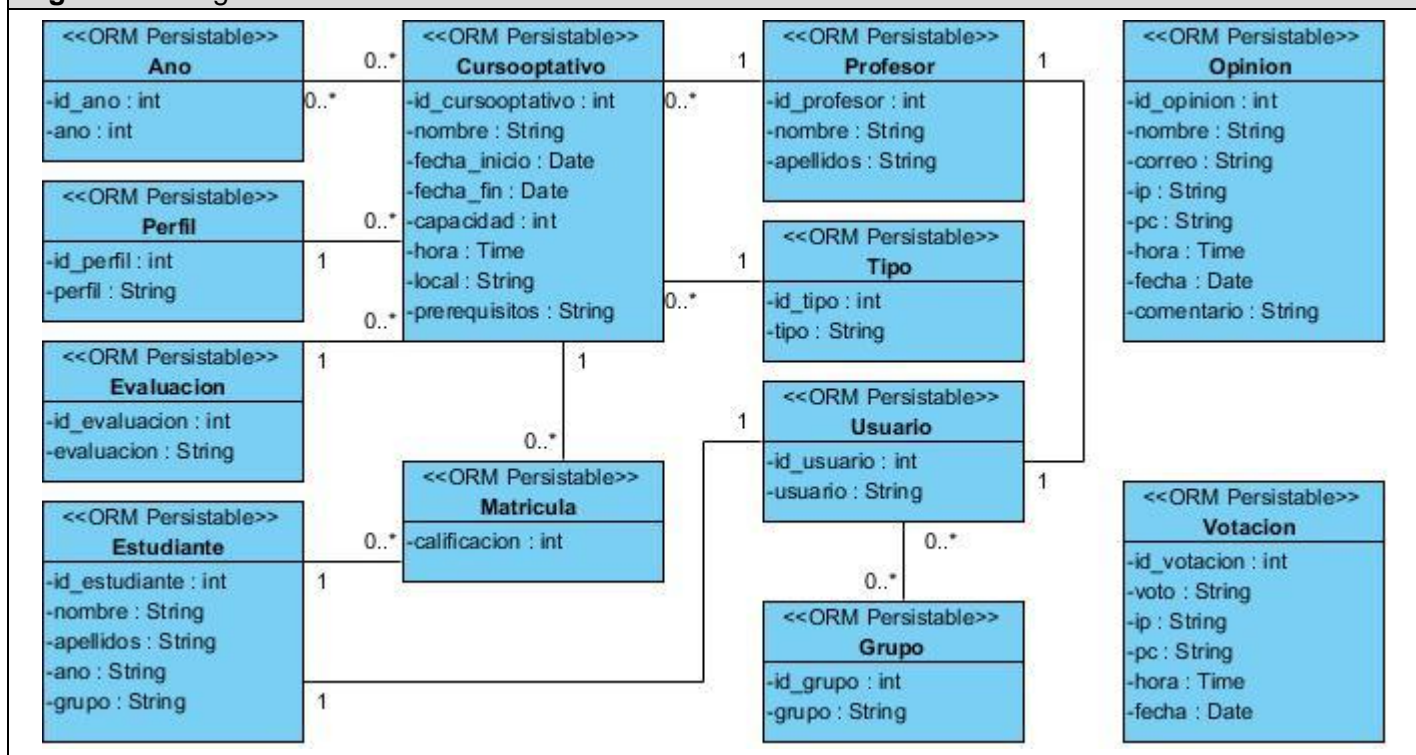 <<ORM Persistable>>
Ano
-id_ano : int
-ano : int
0..*
0..*
<<ORM Persistable>>
Cursooptativo
-id_cursooptativo : int
-nombre : String
-fecha_inicio : Date
-fecha_fin : Date
-capacidad : int
-hora : Time
-local : String
-prerequisitos : String
1
0..*
<<ORM Persistable>>
Profesor
-id_profesor : int
-nombre : String
-apellidos : String
1
<<ORM Persistable>>
Opinion
-id_opinion : int
-nombre : String
-correo : String
-ip : String
-pc : String
-hora : Time
-fecha : Date
-comentario : String
<<ORM Persistable>>
Perfil
-id_perfil : int
-perfil : String
0..*
1
1
0..*
<<ORM Persistable>>
Tipo
-id_tipo : int
-tipo : String
0..*
1
<<ORM Persistable>>
Evaluacion
-id_evaluacion : int
-evaluacion : String
1
0..*
<<ORM Persistable>>
Matricula
-calificacion : int
1
<<ORM Persistable>>
Usuario
-id_usuario : int
-usuario : String
1
<<ORM Persistable>>
Estudiante
-id_estudiante : int
-nombre : String
-apellidos : String
-ano : String
-grupo : String
0..*
1
1
0..*
0..*
<<ORM Persistable>>
Grupo
-id_grupo : int
-grupo : String
<<ORM Persistable>>
Votacion
-id_votacion : int
-voto : String
-ip : String
-pc : String
-hora : Time
-fecha : Date